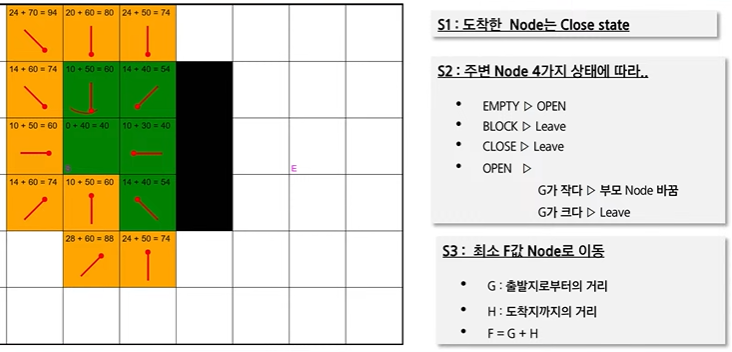 24 + 70 = 94 20 + 60 = 80 24 + 50 = 74
14 + 60 = 74 10 + 50 = 60 14 + 40 = 54
10 + 50 = 60 0 + 40 = 40 10 + 30 = 40
E
14 + 60 = 74 10 + 50 = 60 14 + 40 = 54
28 + 60 = 88 24 + 50 = 74
S1 : 도착한 Node는 Close state
S2 : 주변 Node 4가지 상태에 따라..
• EMPTY ▷ OPEN
• BLOCK ▷ Leave
• CLOSE ▷ Leave
• OPEN ▷
G가 작다 ▷ 부모 Node 바꿈
G가 크다 ▷ Leave
S3 : 최소 F값 Node로 이동
• G : 출발지로부터의 거리
• H : 도착지까지의 거리
• F = G + H